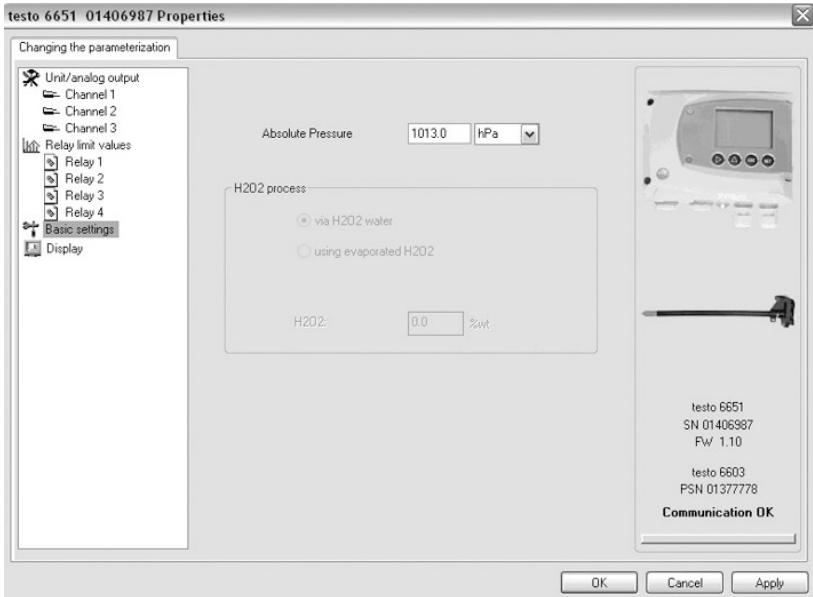 testo 6651 01406987 Properties
Changing the parameterization
Unit/analog output
Channel 1
Channel 2
Channel 3
Relay limit values
Relay 1
Relay 2
Relay 3
Relay 4
Basic settings
Display
Absolute Pressure 1013.0 hPa
H2O2 process
via H2O2 water
using evaporated H2O2
H2O2: 0.0 %wt
testo 6651
SN 01406987
FW 1.10
testo 6603
PSN 01377778
Communication OK
OK Cancel Apply